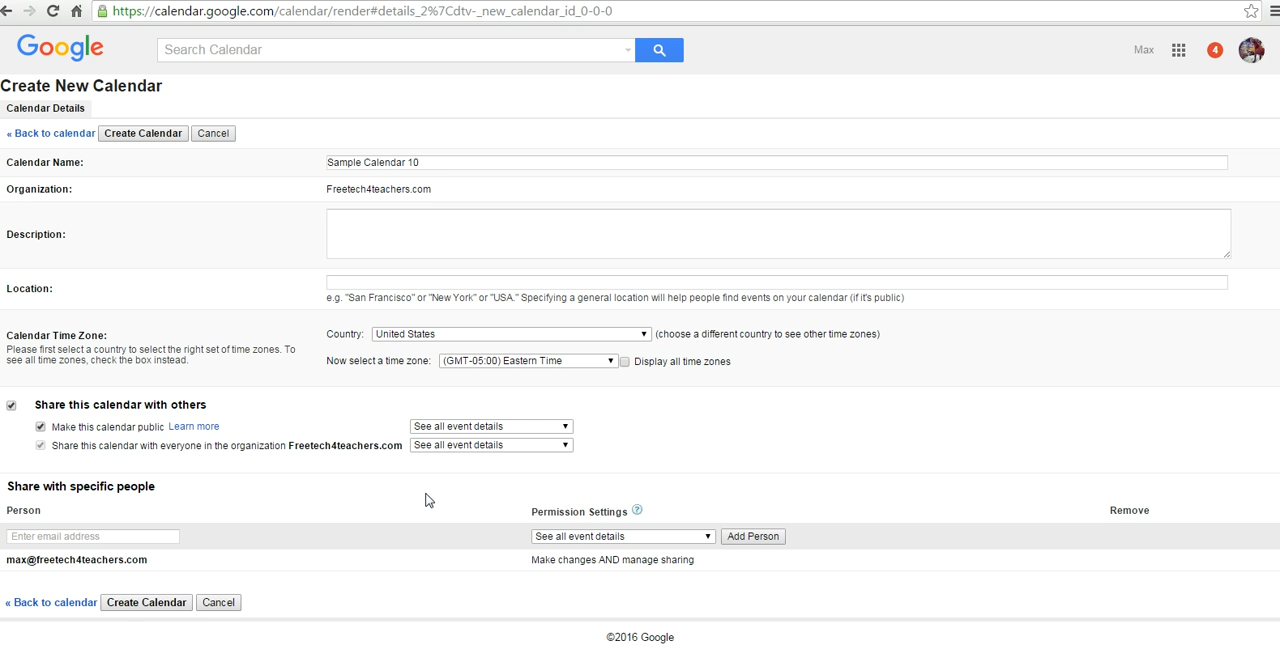 https://calendar.google.com/calendar/render#details_2%7Cdtv-_new_calendar_id_0-0-0
Google
Search Calendar
Max
4
Create New Calendar
Calendar Details
« Back to calendar Create Calendar Cancel
Calendar Name: Sample Calendar 10
Organization: Freetech4teachers.com
Description:
Location:
e.g. "San Francisco" or "New York" or "USA." Specifying a general location will help people find events on your calendar (if it's public)
Calendar Time Zone:
Please first select a country to select the right set of time zones. To
see all time zones, check the box instead.
Country: United States (choose a different country to see other time zones)
Now select a time zone: (GMT-05:00) Eastern Time Display all time zones
Share this calendar with others
Make this calendar public Learn more See all event details
Share this calendar with everyone in the organization Freetech4teachers.com See all event details
Share with specific people
Person Permission Settings ? Remove
Enter email address See all event details Add Person
max@freetech4teachers.com Make changes AND manage sharing
« Back to calendar Create Calendar Cancel
©2016 Google